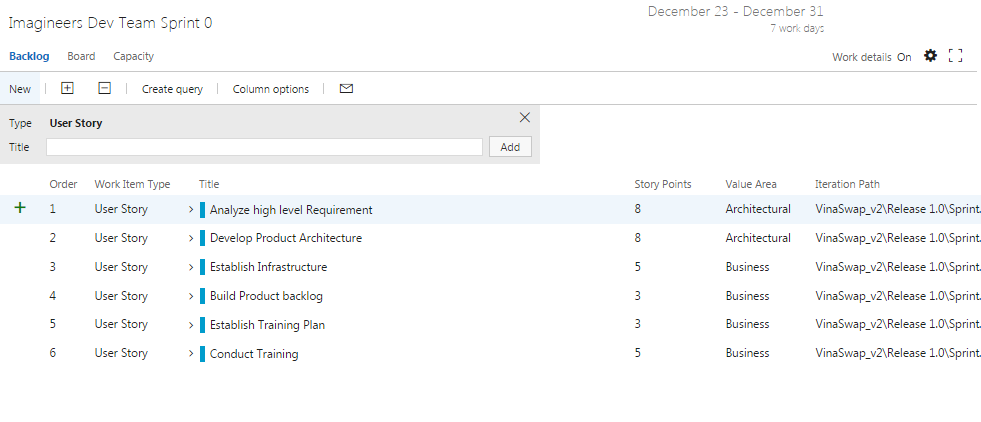 Imagineers Dev Team Sprint 0
December 23 - December 31
7 work days
Backlog Board Capacity
Work details On
New Create query Column options
Type User Story
Title Add
Order Work Item Type Title Story Points Value Area Iteration Path
1 User Story Analyze high level Requirement 8 Architectural VinaSwap_v2\Release 1.0\Sprint.
2 User Story Develop Product Architecture 8 Architectural VinaSwap_v2\Release 1.0\Sprint.
3 User Story Establish Infrastructure 5 Business VinaSwap_v2\Release 1.0\Sprint.
4 User Story Build Product backlog 3 Business VinaSwap_v2\Release 1.0\Sprint.
5 User Story Establish Training Plan 3 Business VinaSwap_v2\Release 1.0\Sprint.
6 User Story Conduct Training 5 Business VinaSwap_v2\Release 1.0\Sprint.